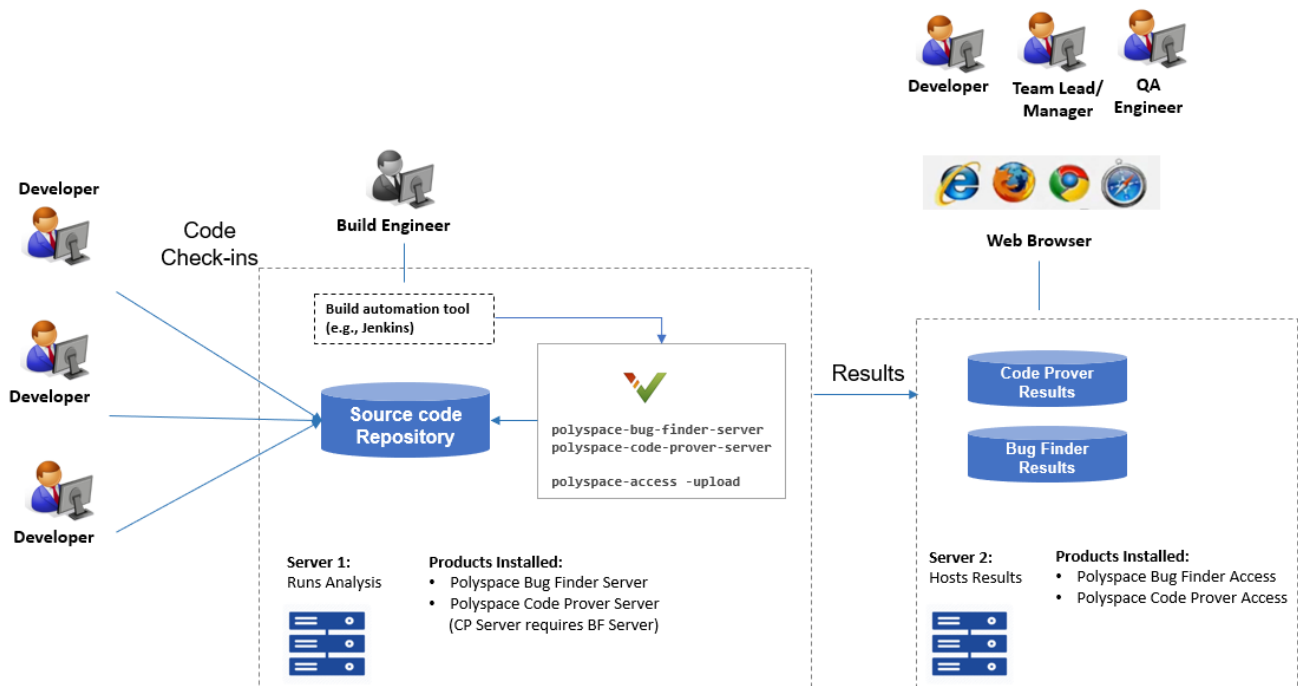 Developer
Team Lead/
Manager
QA
Engineer
Web Browser
Developer
Developer
Developer
Code
Check-ins
Build Engineer
Build automation tool
(e.g., Jenkins)
Source code
Repository
polyspace-bug-finder-server
polyspace-code-prover-server
polyspace-access -upload
Server 1:
Runs Analysis
Products Installed:
• Polyspace Bug Finder Server
• Polyspace Code Prover Server
(CP Server requires BF Server)
Results
Code Prover
Results
Bug Finder
Results
Server 2:
Hosts Results
Products Installed:
• Polyspace Bug Finder Access
• Polyspace Code Prover Access